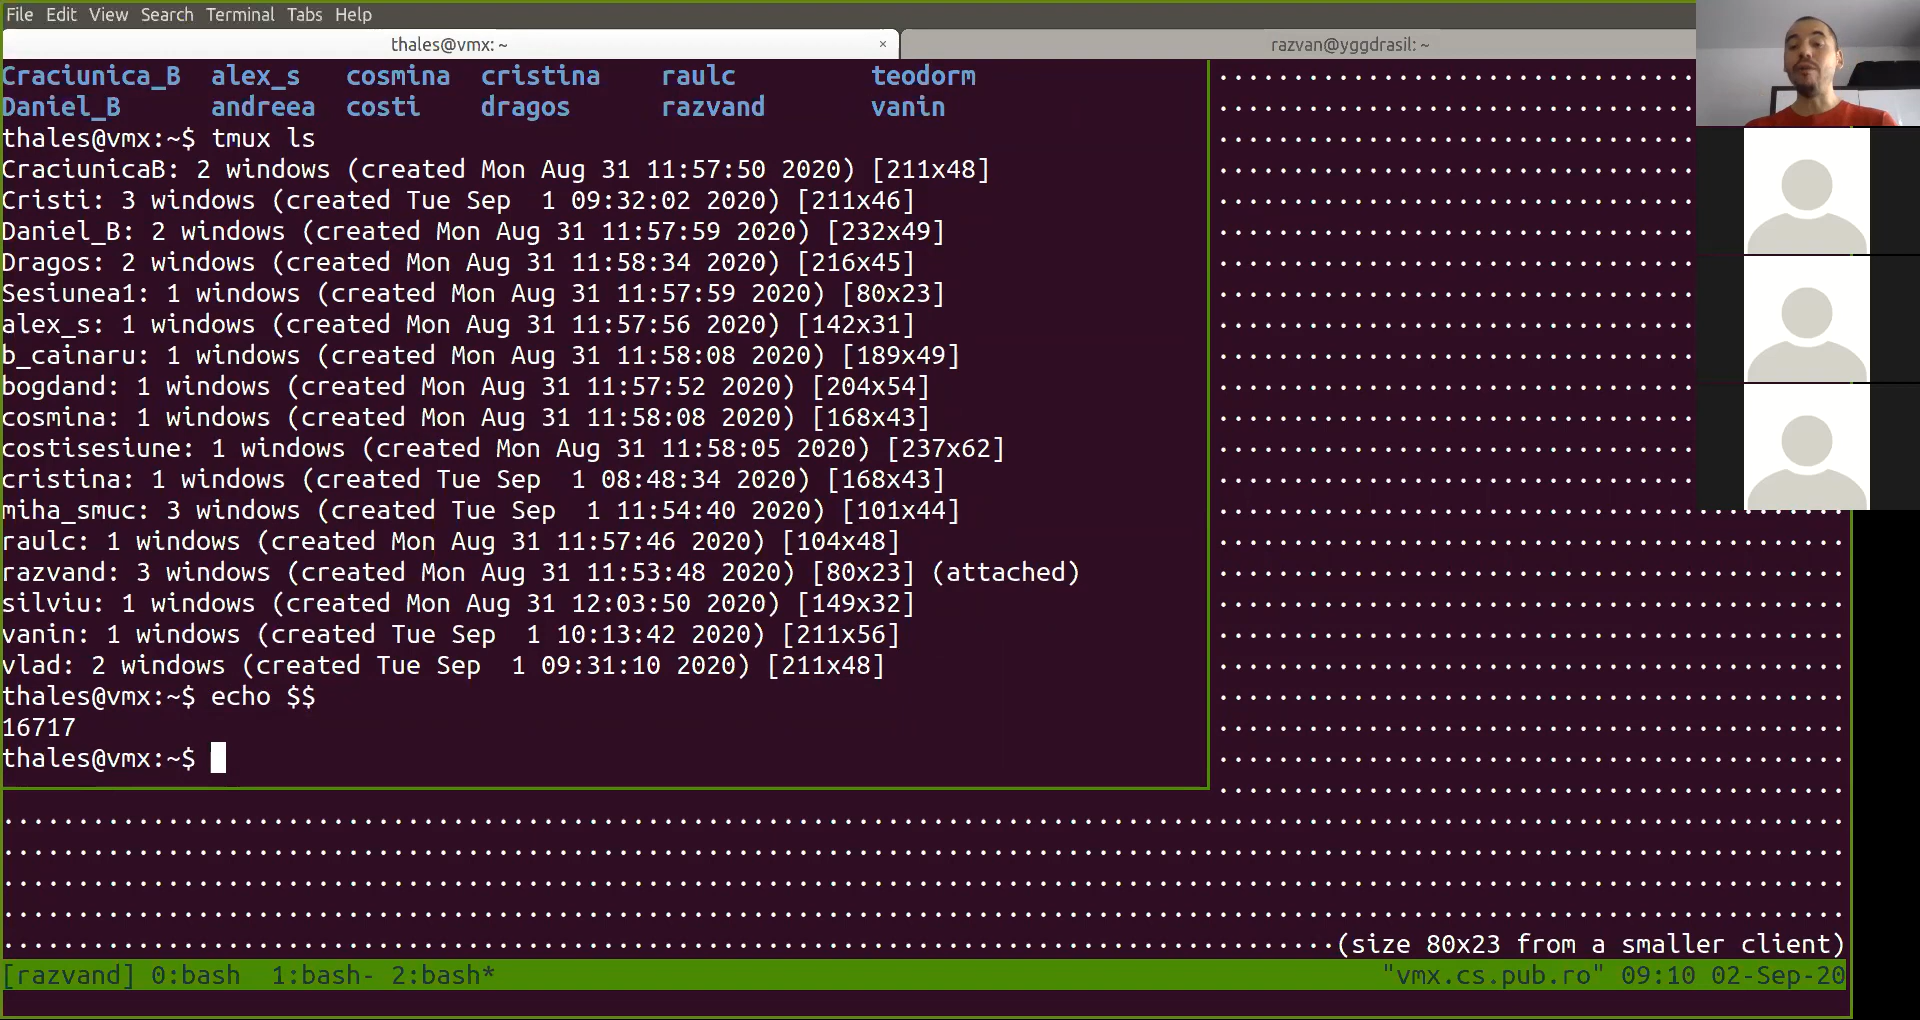 File Edit View Search Terminal Tabs Help
thales@vmx: ~ × razvan@yggdrasil: ~
Craciunica_B alex_s cosmina cristina raulc teodorm
Daniel_B andreea costi dragos razvand vanin
thales@vmx:~$ tmux ls
CraciunicaB: 2 windows (created Mon Aug 31 11:57:50 2020) [211x48]
Cristi: 3 windows (created Tue Sep  1 09:32:02 2020) [211x46]
Daniel_B: 2 windows (created Mon Aug 31 11:57:59 2020) [232x49]
Dragos: 2 windows (created Mon Aug 31 11:58:34 2020) [216x45]
Sesiunea1: 1 windows (created Mon Aug 31 11:57:59 2020) [80x23]
alex_s: 1 windows (created Mon Aug 31 11:57:56 2020) [142x31]
b_cainaru: 1 windows (created Mon Aug 31 11:58:08 2020) [189x49]
bogdand: 1 windows (created Mon Aug 31 11:57:52 2020) [204x54]
cosmina: 1 windows (created Mon Aug 31 11:58:08 2020) [168x43]
costisesiune: 1 windows (created Mon Aug 31 11:58:05 2020) [237x62]
cristina: 1 windows (created Tue Sep  1 08:48:34 2020) [168x43]
miha_smuc: 3 windows (created Tue Sep  1 11:54:40 2020) [101x44]
raulc: 1 windows (created Mon Aug 31 11:57:46 2020) [104x48]
razvand: 3 windows (created Mon Aug 31 11:53:48 2020) [80x23] (attached)
silviu: 1 windows (created Mon Aug 31 12:03:50 2020) [149x32]
vanin: 1 windows (created Tue Sep  1 10:13:42 2020) [211x56]
vlad: 2 windows (created Tue Sep  1 09:31:10 2020) [211x48]
thales@vmx:~$ echo $$
16717
thales@vmx:~$
(size 80x23 from a smaller client)
[razvand] 0:bash  1:bash- 2:bash* "vmx.cs.pub.ro" 09:10 02-Sep-20